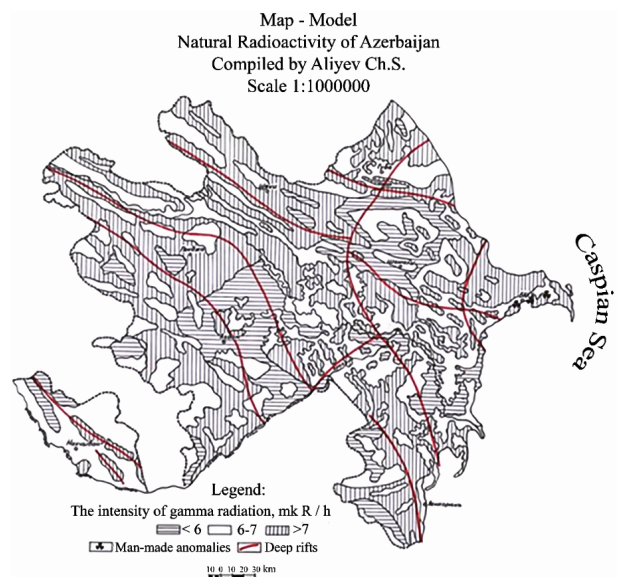 Map - Model
Natural Radioactivity of Azerbaijan
Compiled by Aliyev Ch.S.
Scale 1:1000000
Caspian Sea
Legend:
The intensity of gamma radiation, mk R / h
< 6 6-7 >7
Man-made anomalies Deep rifts
10 0 10 20 30 km